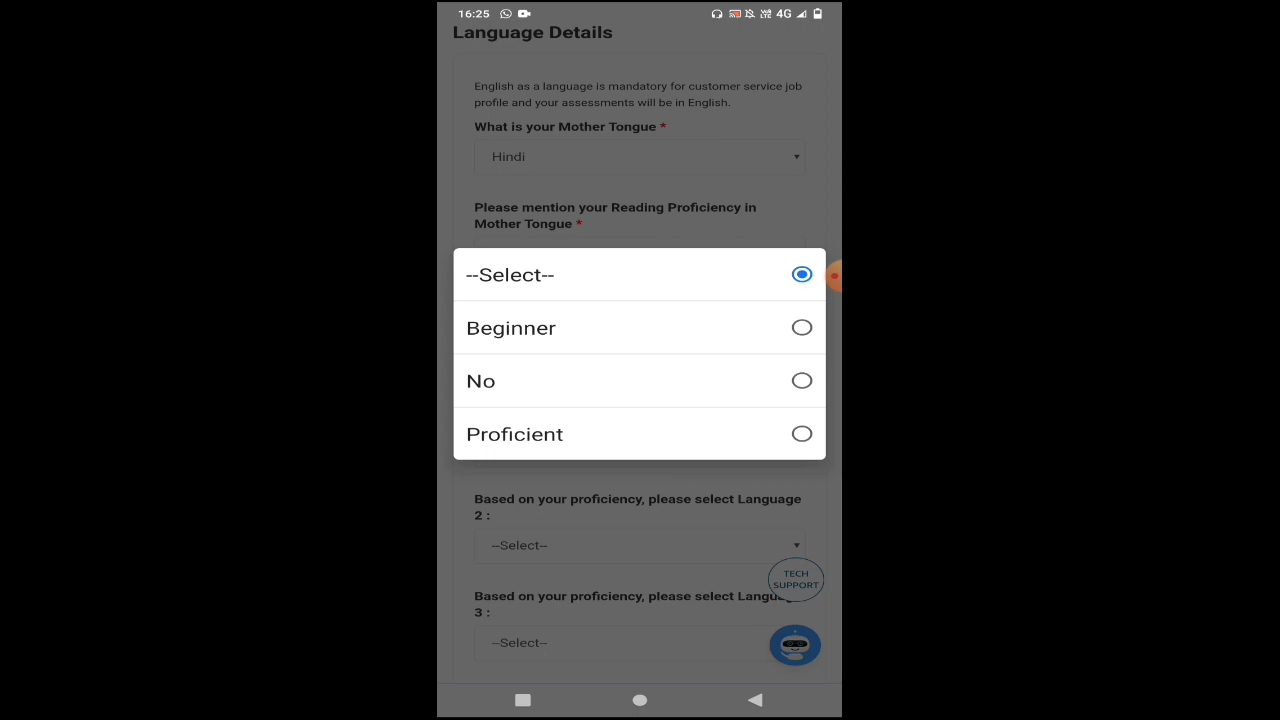 16:25 VoI LTE 4G
Language Details
English as a language is mandatory for customer service job
profile and your assessments will be in English.
What is your Mother Tongue *
Hindi
Please mention your Reading Proficiency in
Mother Tongue *
--Select--
Beginner
No
Proficient
Based on your proficiency, please select Language
2 :
--Select--
TECH
SUPPORT
Based on your proficiency, please select Language
3 :
--Select--